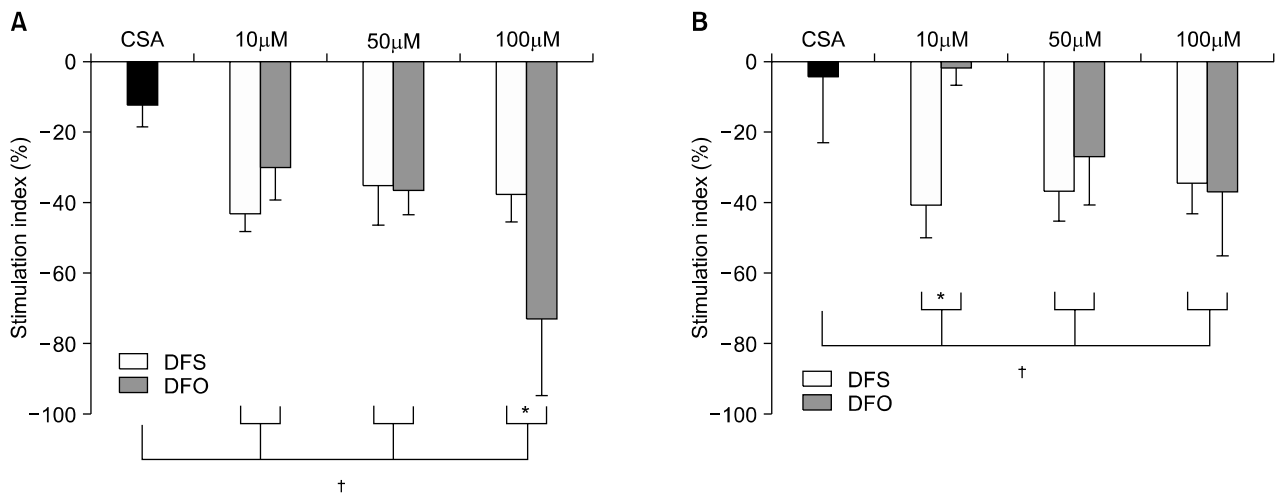 A
CSA 10μM 50μM 100μM
0
−20
−40
−60
−80
−100
Stimulation index (%)
DFS
DFO
*
†
B
CSA 10μM 50μM 100μM
0
−20
−40
−60
−80
−100
Stimulation index (%)
*
†
DFS
DFO